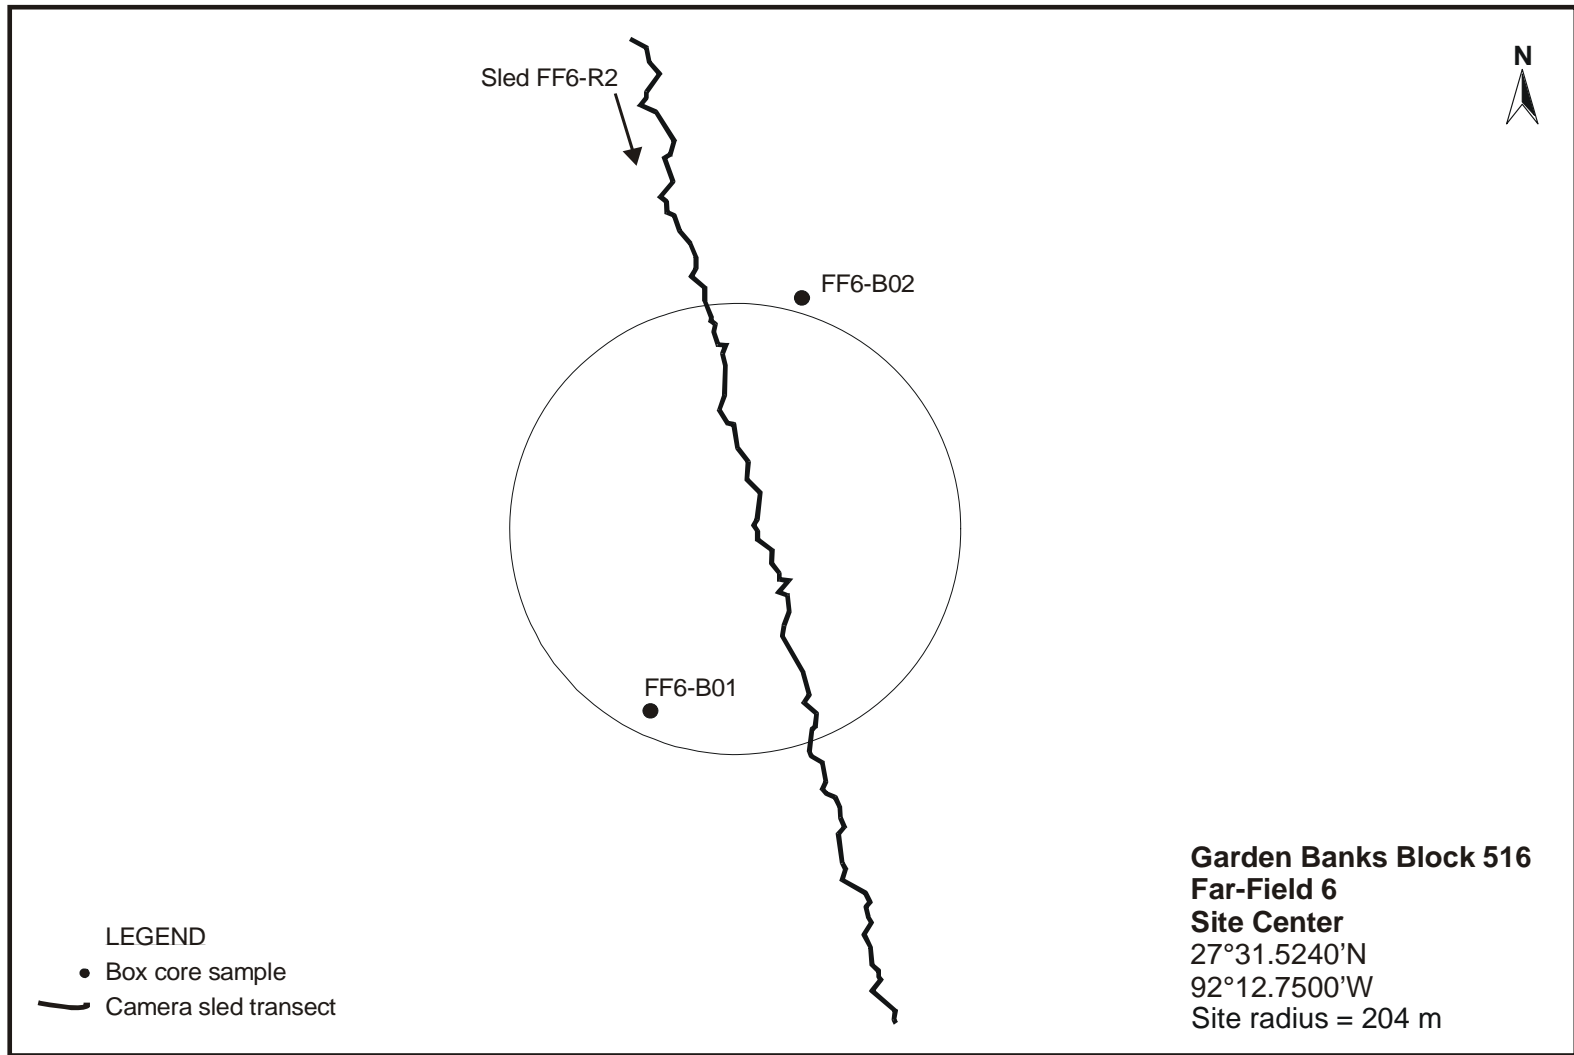 N
Sled FF6-R2
FF6-B02
FF6-B01
LEGEND
Box core sample
Camera sled transect
Garden Banks Block 516
Far-Field 6
Site Center
27°31.5240’N
92°12.7500’W
Site radius = 204 m